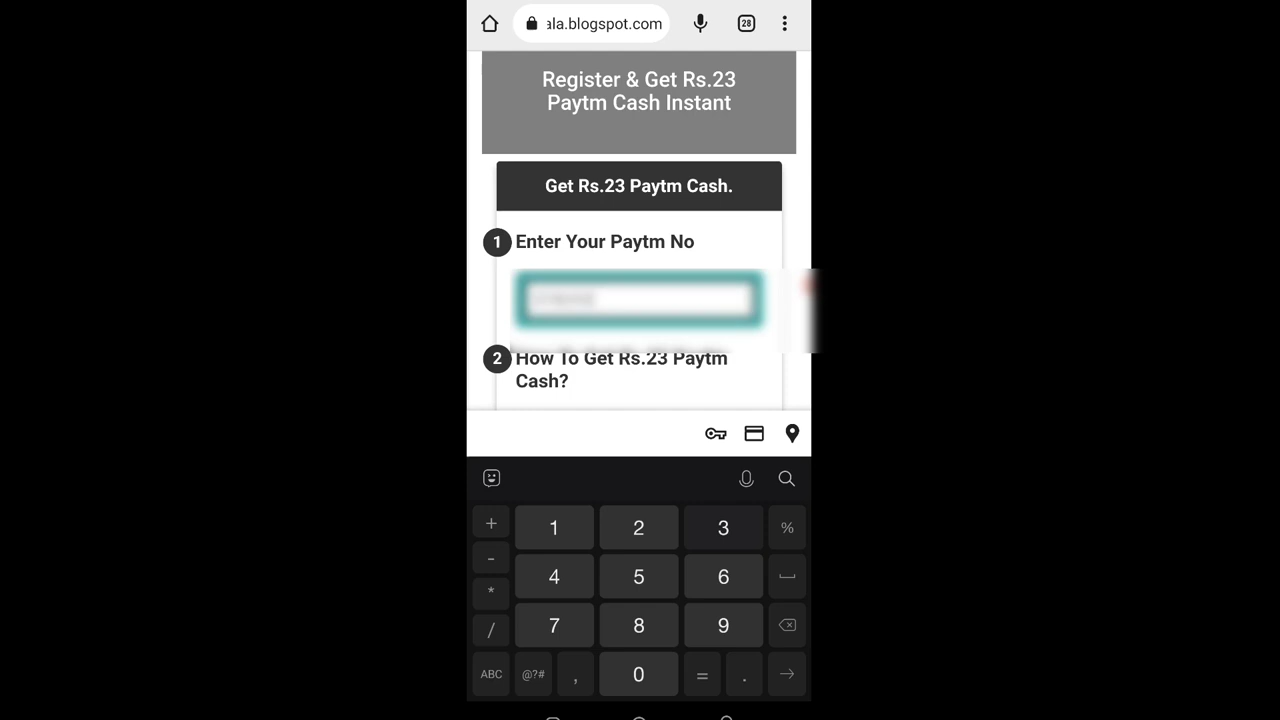 ala.blogspot.com
28
Register & Get Rs.23
Paytm Cash Instant
Get Rs.23 Paytm Cash.
1 Enter Your Paytm No
2 How To Get Rs.23 Paytm
Cash?
+ 1 2 3 %
- 4 5 6
* 7 8 9
/
ABC @?# , 0 = .